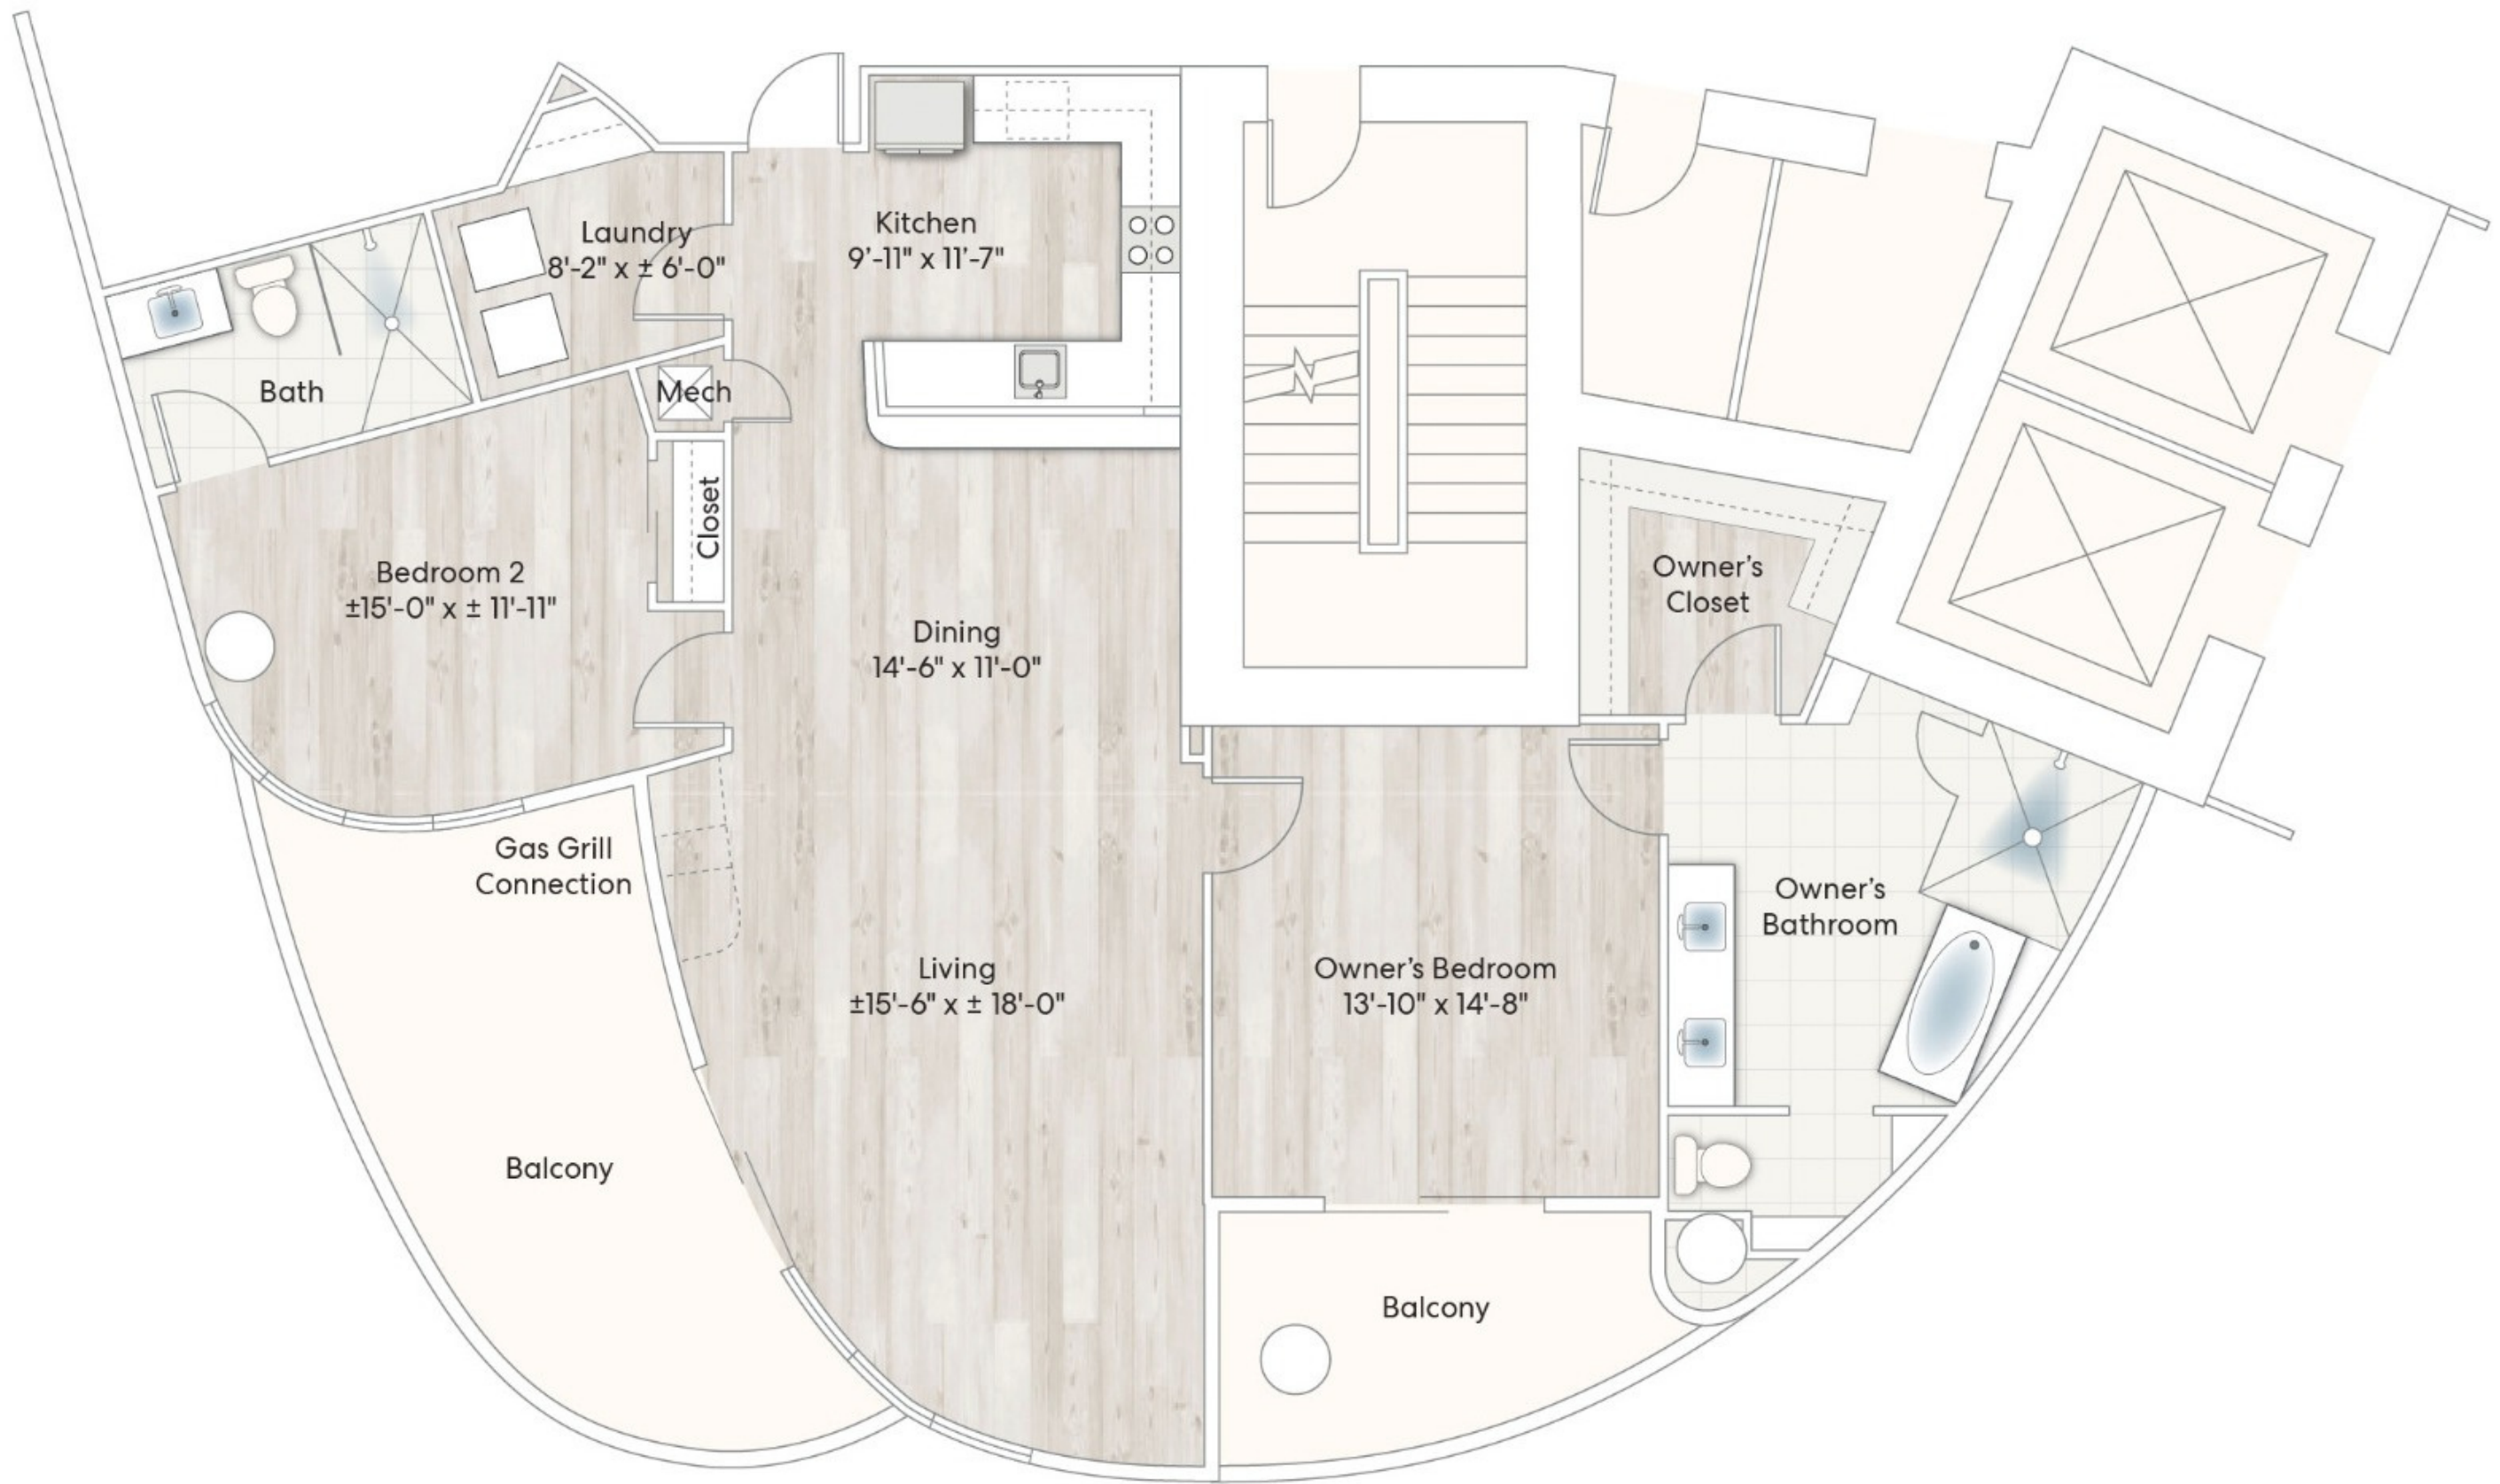 Laundry
8'-2" x ± 6'-0"
Kitchen
9'-11" x 11'-7"
Bath
Mech
Closet
Bedroom 2
±15'-0" x ± 11'-11"
Dining
14'-6" x 11'-0"
Owner's
Closet
Gas Grill
Connection
Owner's
Bathroom
Living
±15'-6" x ± 18'-0"
Owner's Bedroom
13'-10" x 14'-8"
Balcony
Balcony